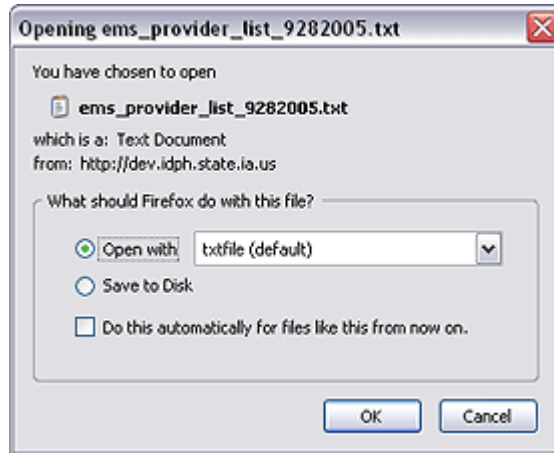 Opening ems_provider_list_9282005.txt
You have chosen to open
ems_provider_list_9282005.txt
which is a: Text Document
from: http://dev.idph.state.ia.us
What should Firefox do with this file?
Open with txtfile (default)
Save to Disk
Do this automatically for files like this from now on.
OK Cancel